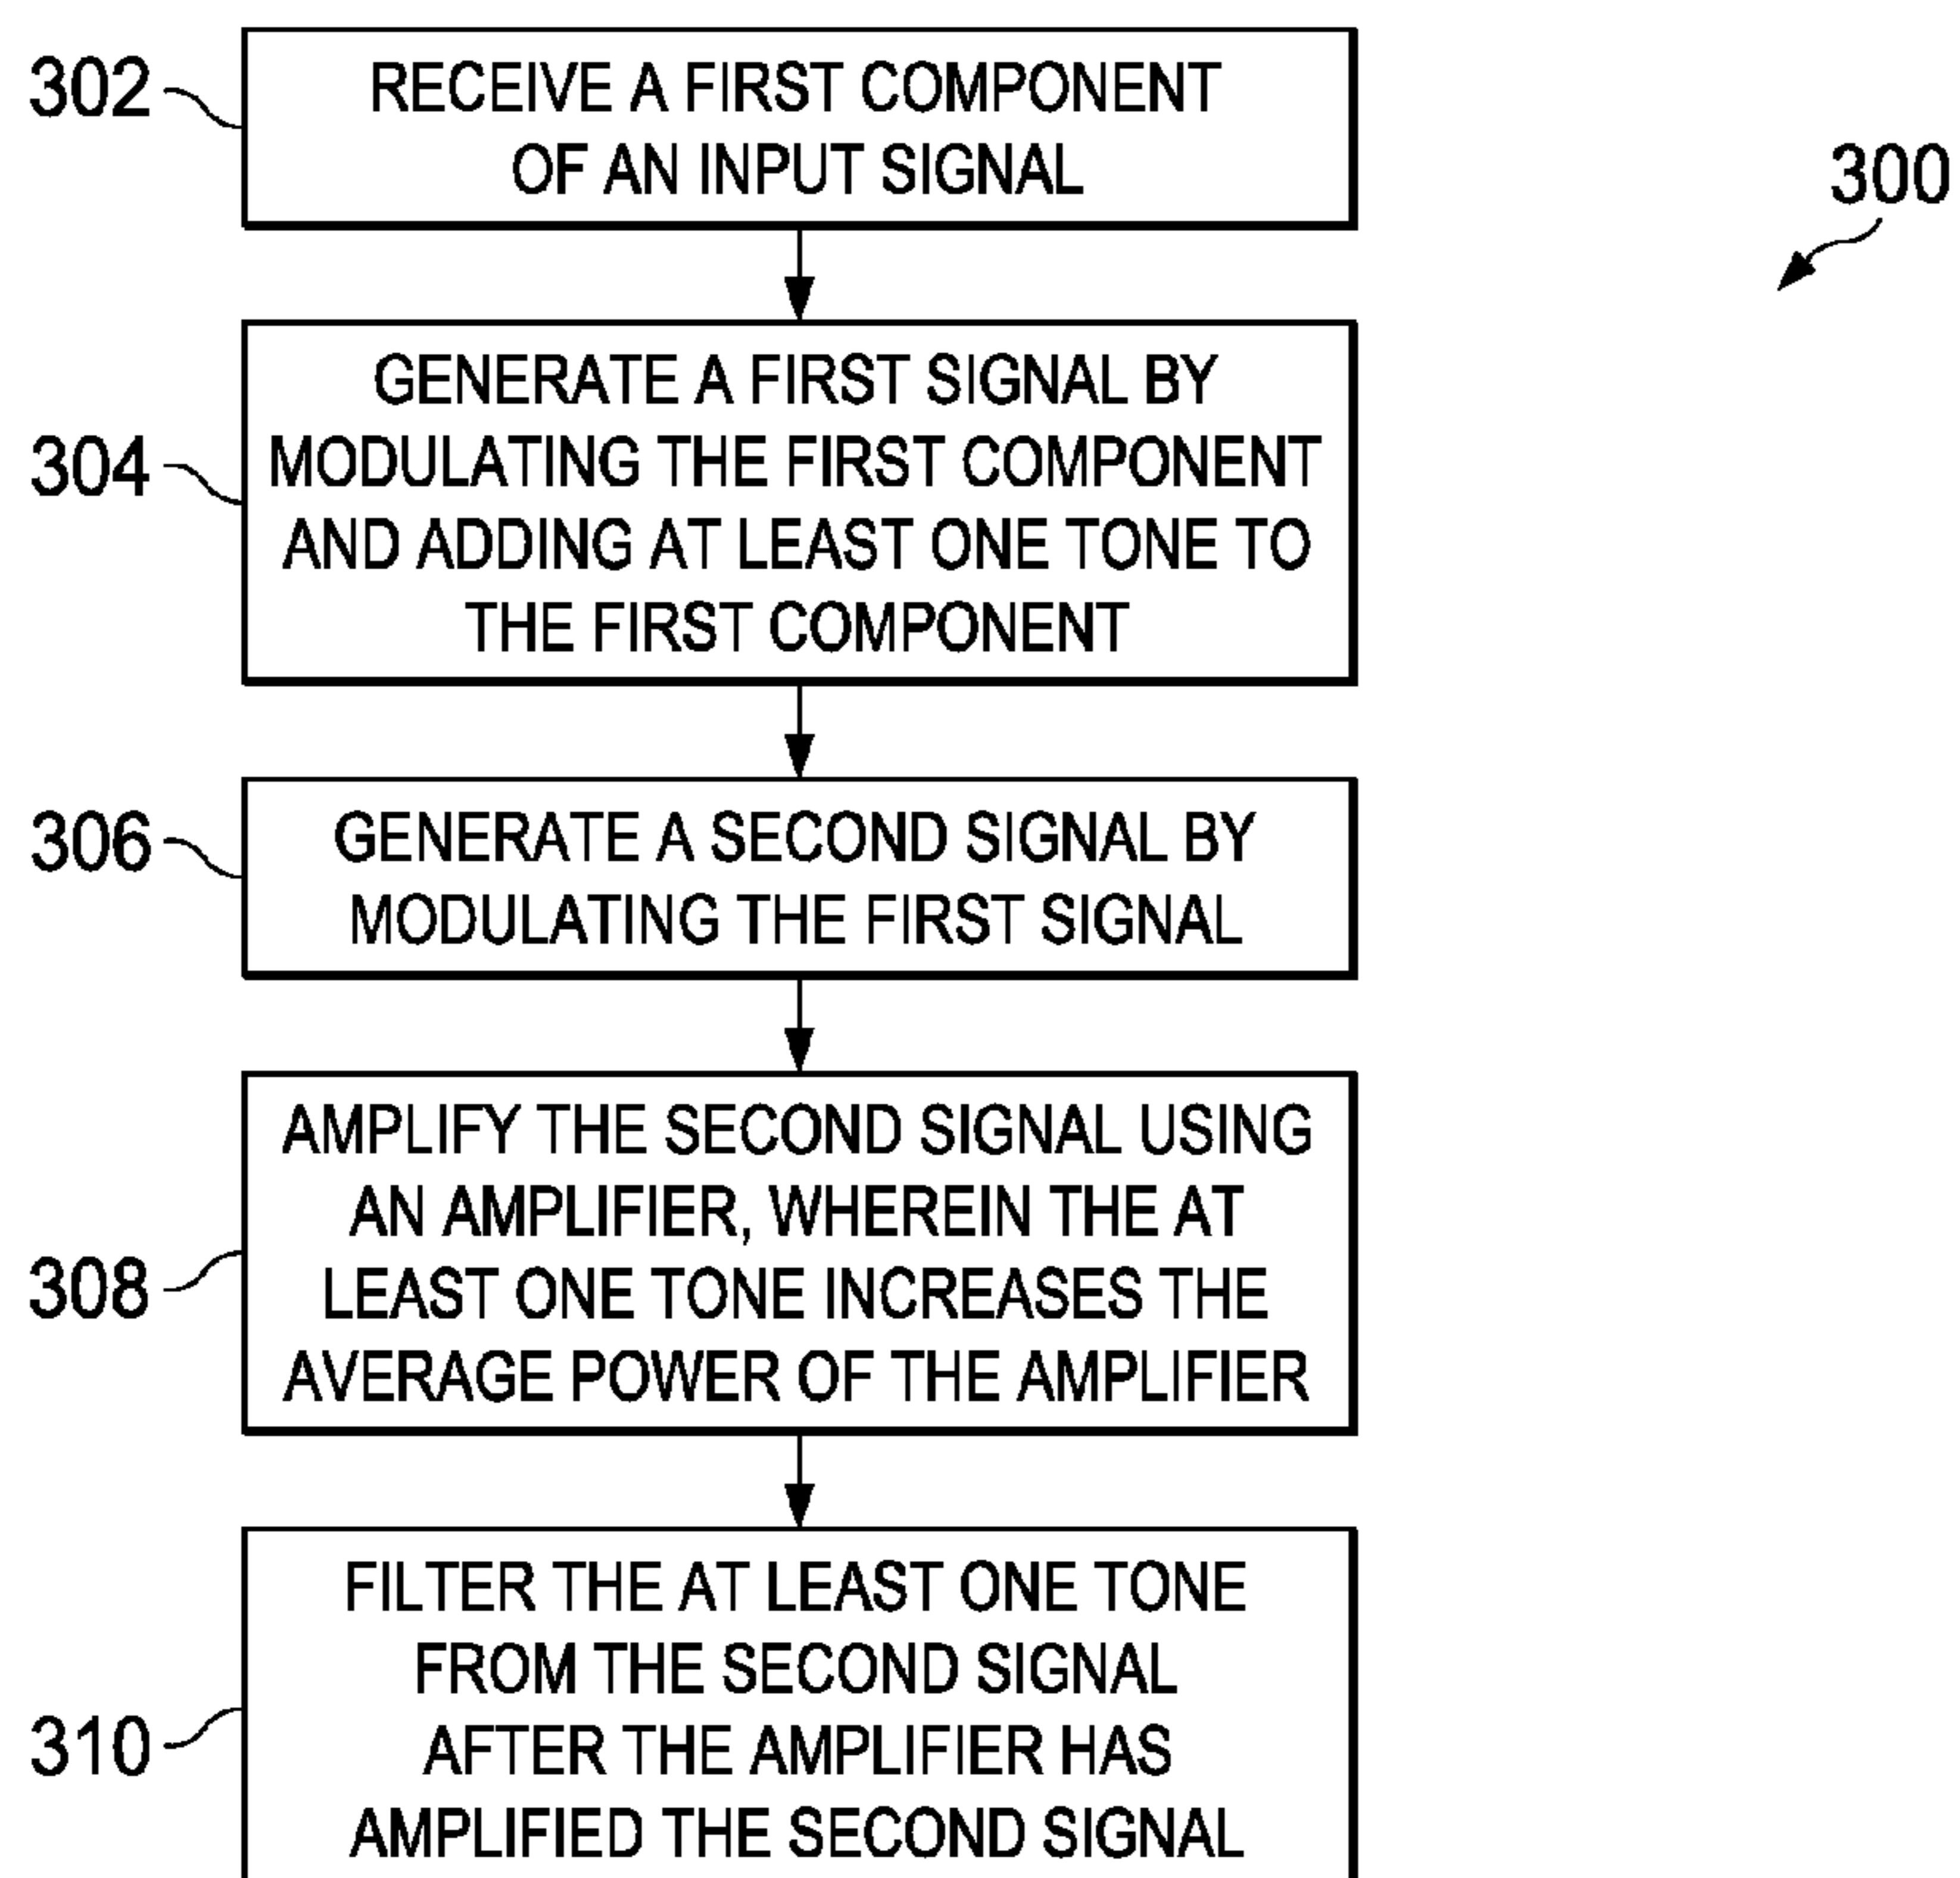 302
RECEIVE A FIRST COMPONENT
OF AN INPUT SIGNAL
300
304
GENERATE A FIRST SIGNAL BY
MODULATING THE FIRST COMPONENT
AND ADDING AT LEAST ONE TONE TO
THE FIRST COMPONENT
306
GENERATE A SECOND SIGNAL BY
MODULATING THE FIRST SIGNAL
308
AMPLIFY THE SECOND SIGNAL USING
AN AMPLIFIER, WHEREIN THE AT
LEAST ONE TONE INCREASES THE
AVERAGE POWER OF THE AMPLIFIER
310
FILTER THE AT LEAST ONE TONE
FROM THE SECOND SIGNAL
AFTER THE AMPLIFIER HAS
AMPLIFIED THE SECOND SIGNAL